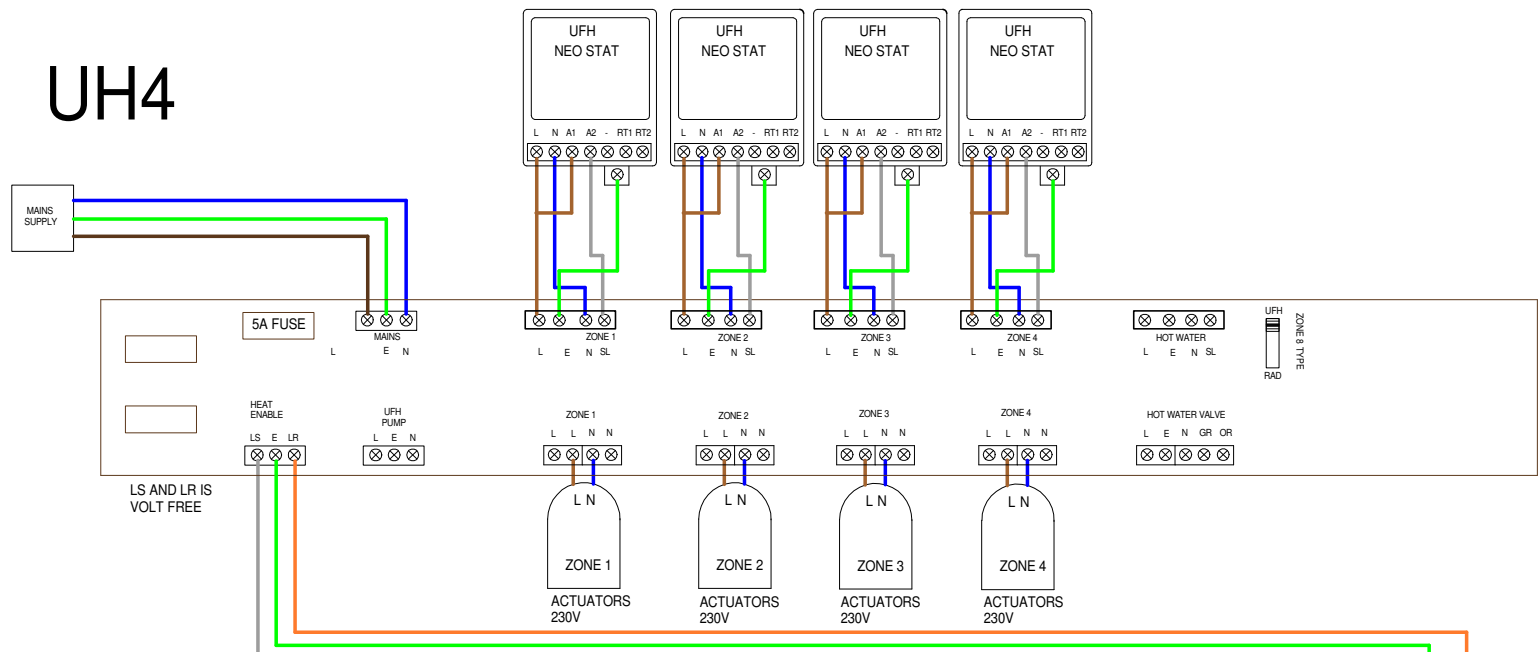 UH4
UFH
NEO STAT
L N A1 A2 - RT1 RT2
UFH
NEO STAT
L N A1 A2 - RT1 RT2
UFH
NEO STAT
L N A1 A2 - RT1 RT2
UFH
NEO STAT
L N A1 A2 - RT1 RT2
MAINS
SUPPLY
5A FUSE
MAINS
L E N
ZONE 1
L E N SL
ZONE 2
L E N SL
ZONE 3
L E N SL
ZONE 4
L E N SL
HOT WATER
L E N SL
UFH
RAD
ZONE 8 TYPE
HEAT
ENABLE
LS E LR
UFH
PUMP
L E N
ZONE 1
L L N N
ZONE 2
L L N N
ZONE 3
L L N N
ZONE 4
L L N N
HOT WATER VALVE
L E N GR OR
LS AND LR IS
VOLT FREE
L N
ZONE 1
ACTUATORS
230V
L N
ZONE 2
ACTUATORS
230V
L N
ZONE 3
ACTUATORS
230V
L N
ZONE 4
ACTUATORS
230V